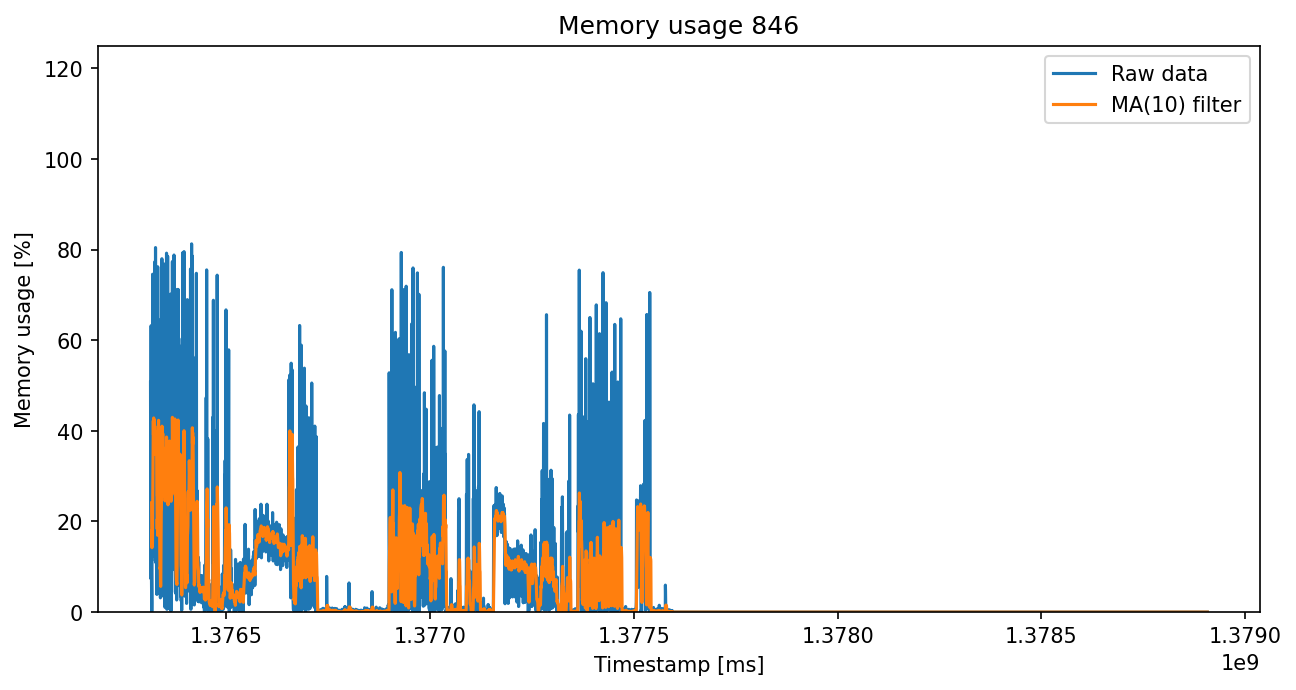 Memory usage 846
Raw data
MA(10) filter
Memory usage [%]
120
100
80
60
40
20
0
1.3765 1.3770 1.3775 1.3780 1.3785 1.3790
1e9
Timestamp [ms]